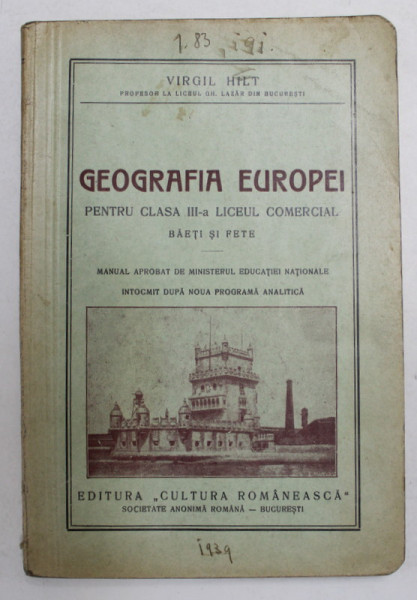 1.83 
VIRGIL HILT
PROFESOR LA LICEUL GH. LAZĂR DIN BUCUREȘTI
GEOGRAFIA EUROPEI
PENTRU CLASA III-a LICEUL COMERCIAL
BĂEȚI ȘI FETE
MANUAL APROBAT DE MINISTERUL EDUCAȚIEI NAȚIONALE
INTOCMIT DUPĂ NOUA PROGRAMĂ ANALITICĂ
EDITURA „CULTURA ROMÂNEASCĂ"
SOCIETATE ANONIMĂ ROMÂNĂ — BUCUREȘTI
1939